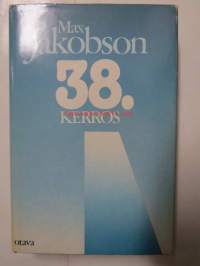 Max
Jakobson
38.
KERROS
otava